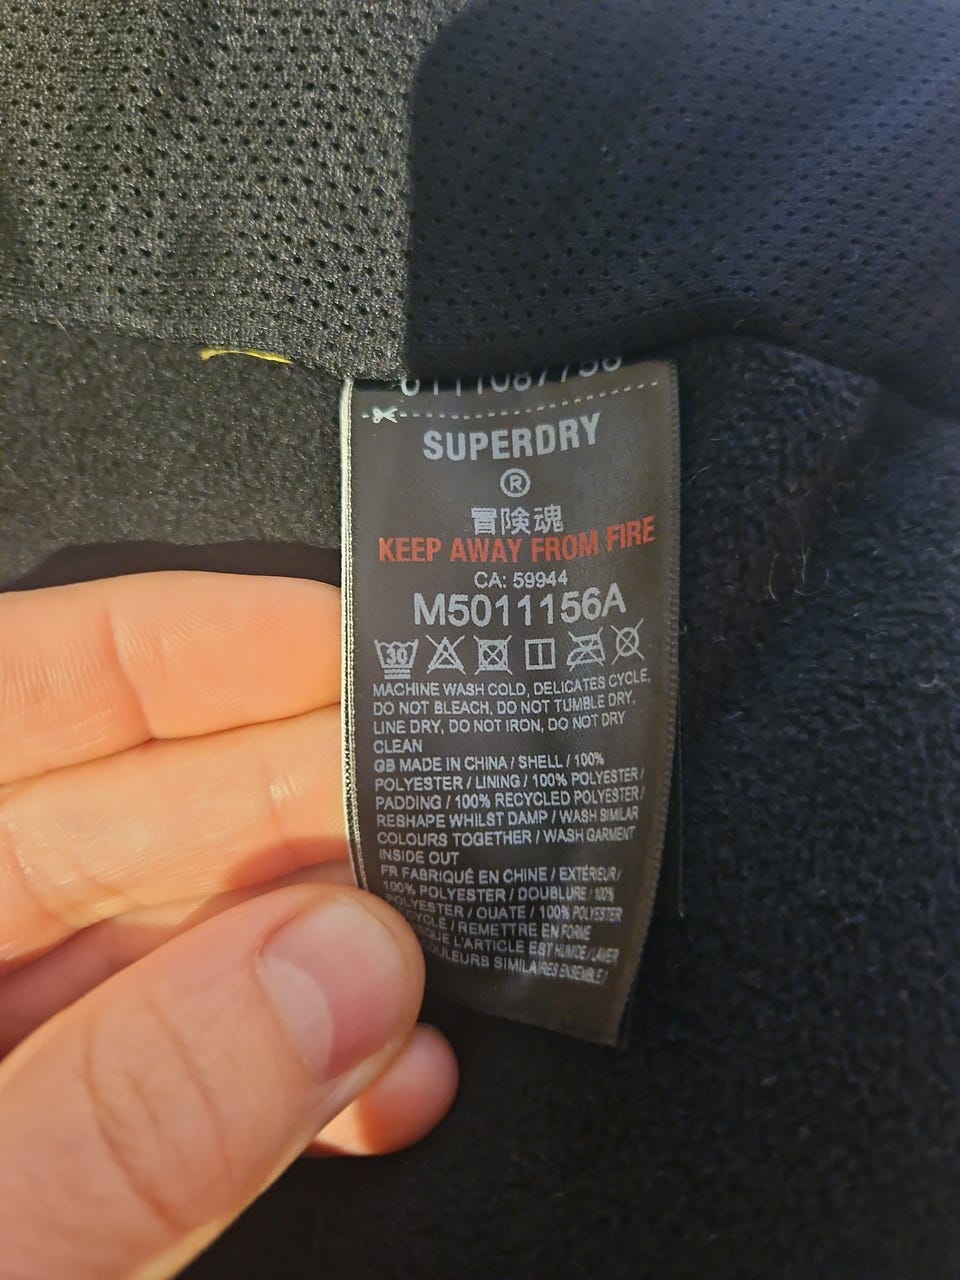 SUPERDRY
®
冒険魂
KEEP AWAY FROM FIRE
CA: 59944
M5011156A
30
MACHINE WASH COLD, DELICATES CYCLE,
DO NOT BLEACH, DO NOT TUMBLE DRY,
LINE DRY, DO NOT IRON, DO NOT DRY
CLEAN
GB MADE IN CHINA / SHELL / 100%
POLYESTER / LINING / 100% POLYESTER /
PADDING / 100% RECYCLED POLYESTER /
RESHAPE WHILST DAMP / WASH SIMILAR
COLOURS TOGETHER / WASH GARMENT
INSIDE OUT
FR FABRIQUÉ EN CHINE / EXTÉRIEUR /
100% POLYESTER / DOUBLURE / 100%
POLYESTER / OUATE / 100% POLYESTER
/ REMETTRE EN FORME
L'ARTICLE EST HUMIDE / LAVER
SIMILAIRES ENSEMBLE /